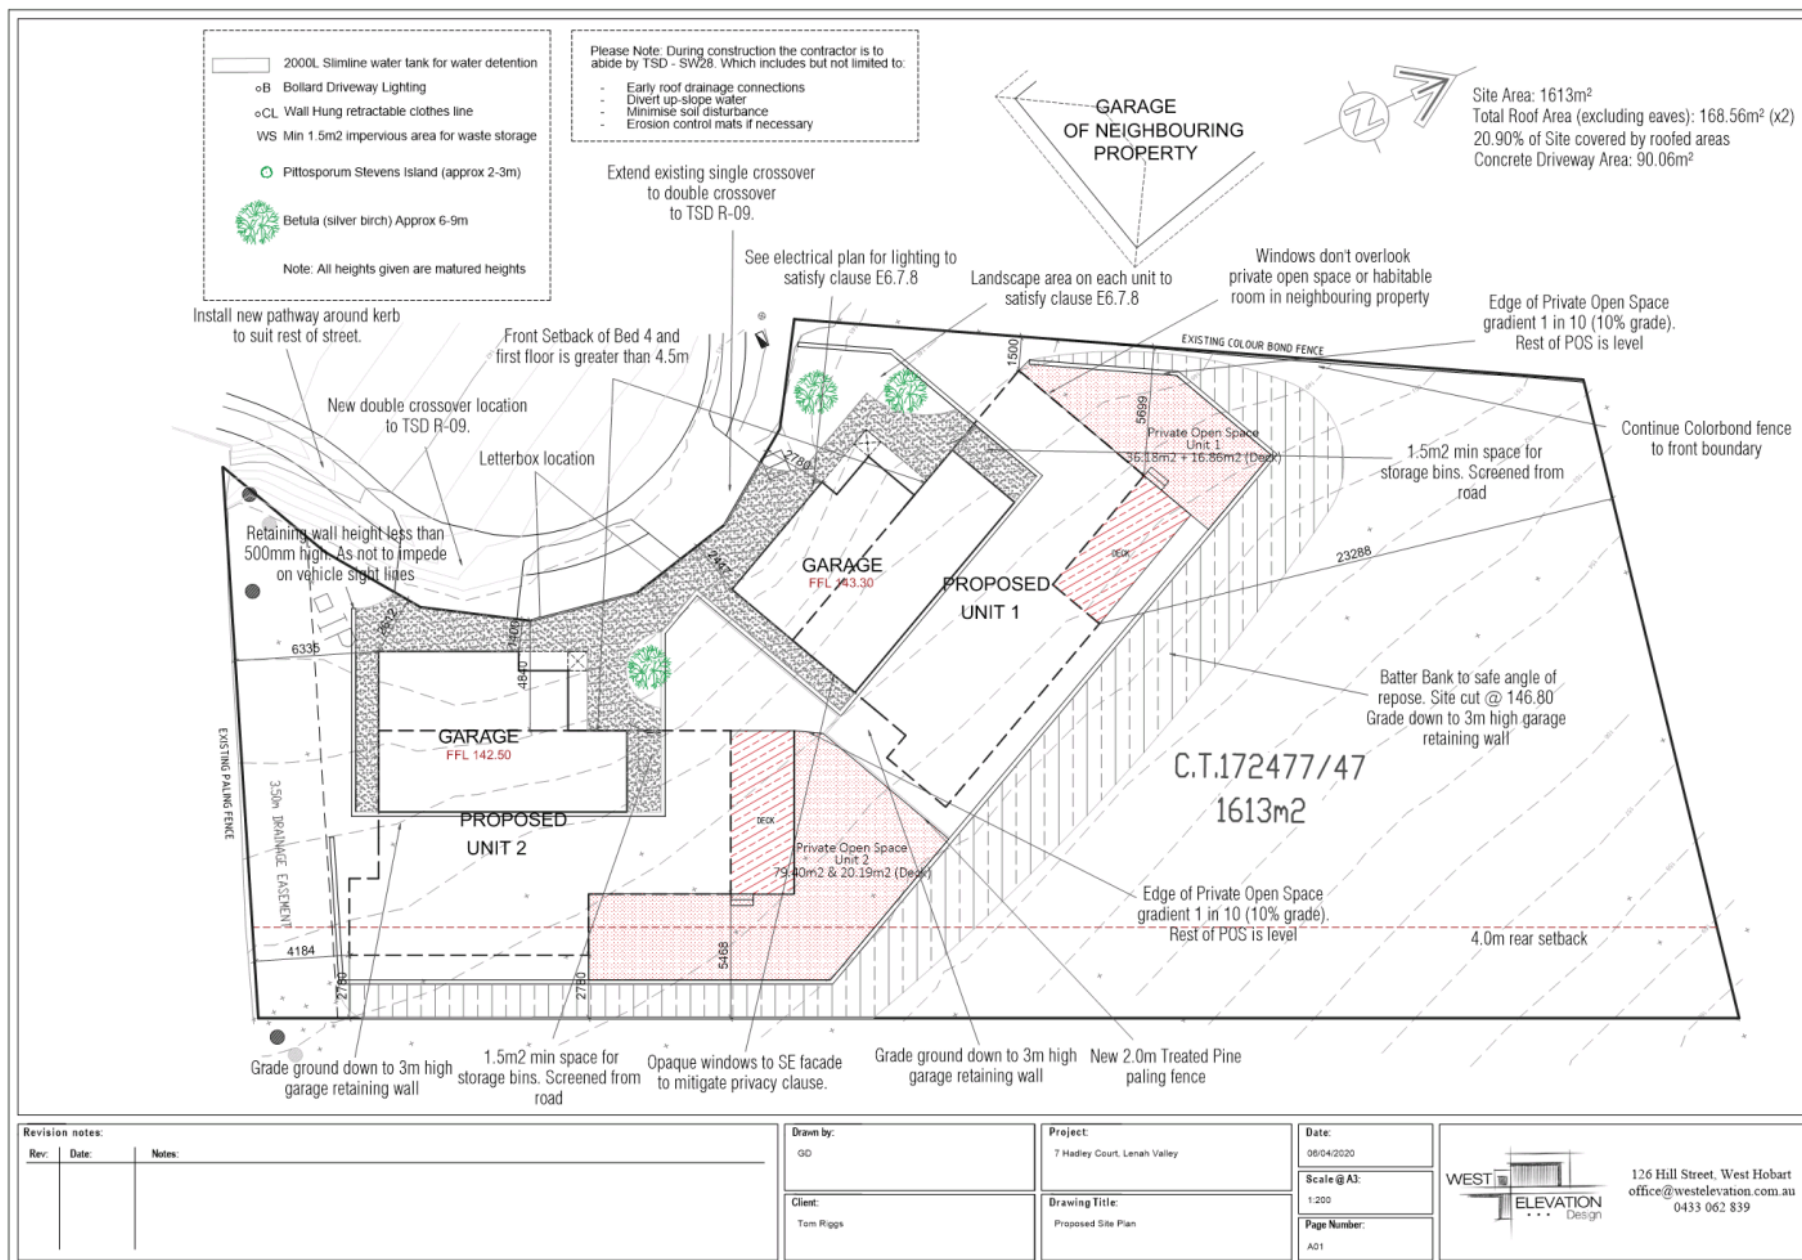 2000L Slimline water tank for water detention
oB Bollard Driveway Lighting
oCL Wall Hung retractable clothes line
WS Min 1.5m2 impervious area for waste storage
Pittosporum Stevens Island (approx 2-3m)
Betula (silver birch) Approx 6-9m
Note: All heights given are matured heights
Please Note: During construction the contractor is to
abide by TSD - SW28. Which includes but not limited to:
- Early roof drainage connections
- Divert up-slope water
- Minimise soil disturbance
- Erosion control mats if necessary
GARAGE
OF NEIGHBOURING
PROPERTY
Z
Site Area: 1613m²
Total Roof Area (excluding eaves): 168.56m² (x2)
20.90% of Site covered by roofed areas
Concrete Driveway Area: 90.06m²
Extend existing single crossover
to double crossover
to TSD R-09.
See electrical plan for lighting to
satisfy clause E6.7.8
Landscape area on each unit to
satisfy clause E6.7.8
Windows don't overlook
private open space or habitable
room in neighbouring property
Edge of Private Open Space
gradient 1 in 10 (10% grade).
Rest of POS is level
Install new pathway around kerb
to suit rest of street.
Front Setback of Bed 4 and
first floor is greater than 4.5m
New double crossover location
to TSD R-09.
Letterbox location
EXISTING COLOUR BOND FENCE
1500
5699
Continue Colorbond fence
to front boundary
Private Open Space
Unit 1
36.18m2 + 16.86m2 (Deck)
1.5m2 min space for
storage bins. Screened from
road
2780
Retaining wall height less than
500mm high. As not to impede
on vehicle sight lines
2447
GARAGE
FFL 143.30
DECK
23288
PROPOSED
UNIT 1
1400
6335
4840
Batter Bank to safe angle of
repose. Site cut @ 146.80
Grade down to 3m high garage
retaining wall
GARAGE
FFL 142.50
EXISTING PALING FENCE
3.50m DRAINAGE EASEMENT
C.T.172477/47
1613m2
PROPOSED
UNIT 2
DECK
Private Open Space
Unit 2
79.40m2 & 20.19m2 (Deck)
Edge of Private Open Space
gradient 1 in 10 (10% grade).
Rest of POS is level
4.0m rear setback
4184
5468
2780
2780
Grade ground down to 3m high
garage retaining wall
1.5m2 min space for
storage bins. Screened from
road
Opaque windows to SE facade
to mitigate privacy clause.
Grade ground down to 3m high
garage retaining wall
New 2.0m Treated Pine
paling fence
Revision notes:
Rev: Date: Notes:
Drawn by:
GD
Client:
Tom Riggs
Project:
7 Hadley Court, Lenah Valley
Drawing Title:
Proposed Site Plan
Date:
06/04/2020
Scale @ A3:
1:200
Page Number:
A01
WEST
ELEVATION
Design
126 Hill Street, West Hobart
office@westelevation.com.au
0433 062 839